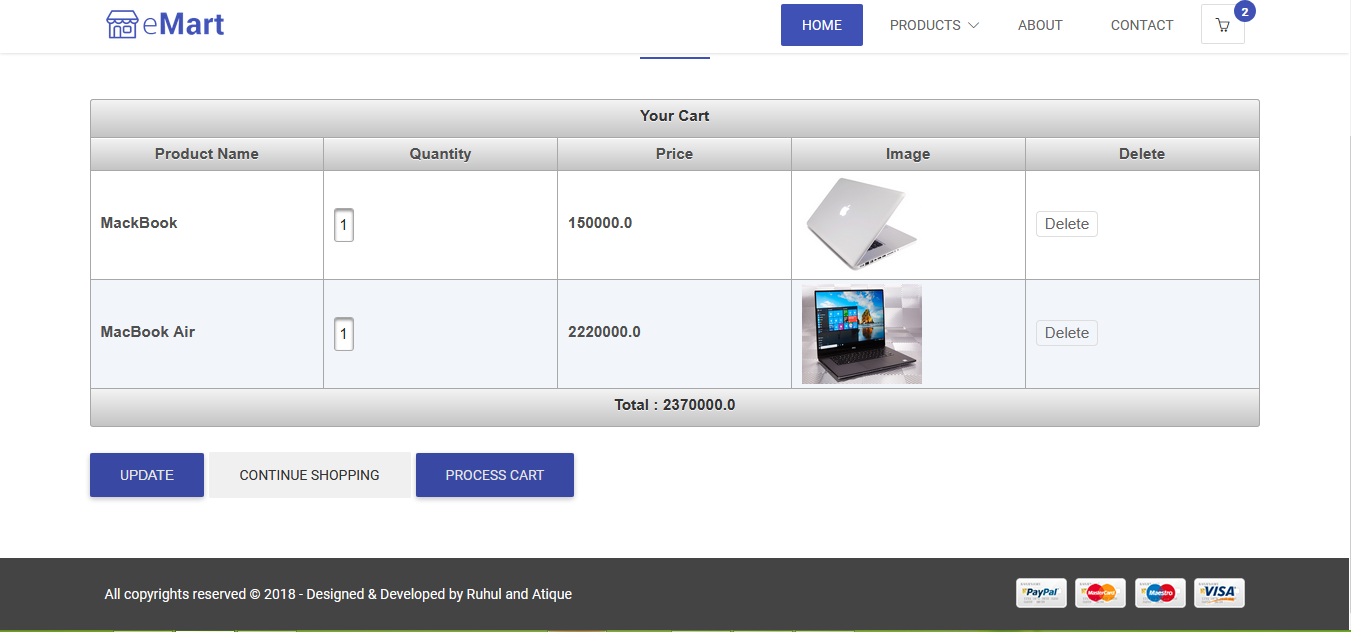 eMart
HOME
PRODUCTS
ABOUT
CONTACT
2
Your Cart
Product Name
Quantity
Price
Image
Delete
MackBook
1
150000.0
Delete
MacBook Air
1
2220000.0
Delete
Total : 2370000.0
UPDATE
CONTINUE SHOPPING
PROCESS CART
All copyrights reserved © 2018 - Designed & Developed by Ruhul and Atique
PayPal
MasterCard
Maestro
VISA